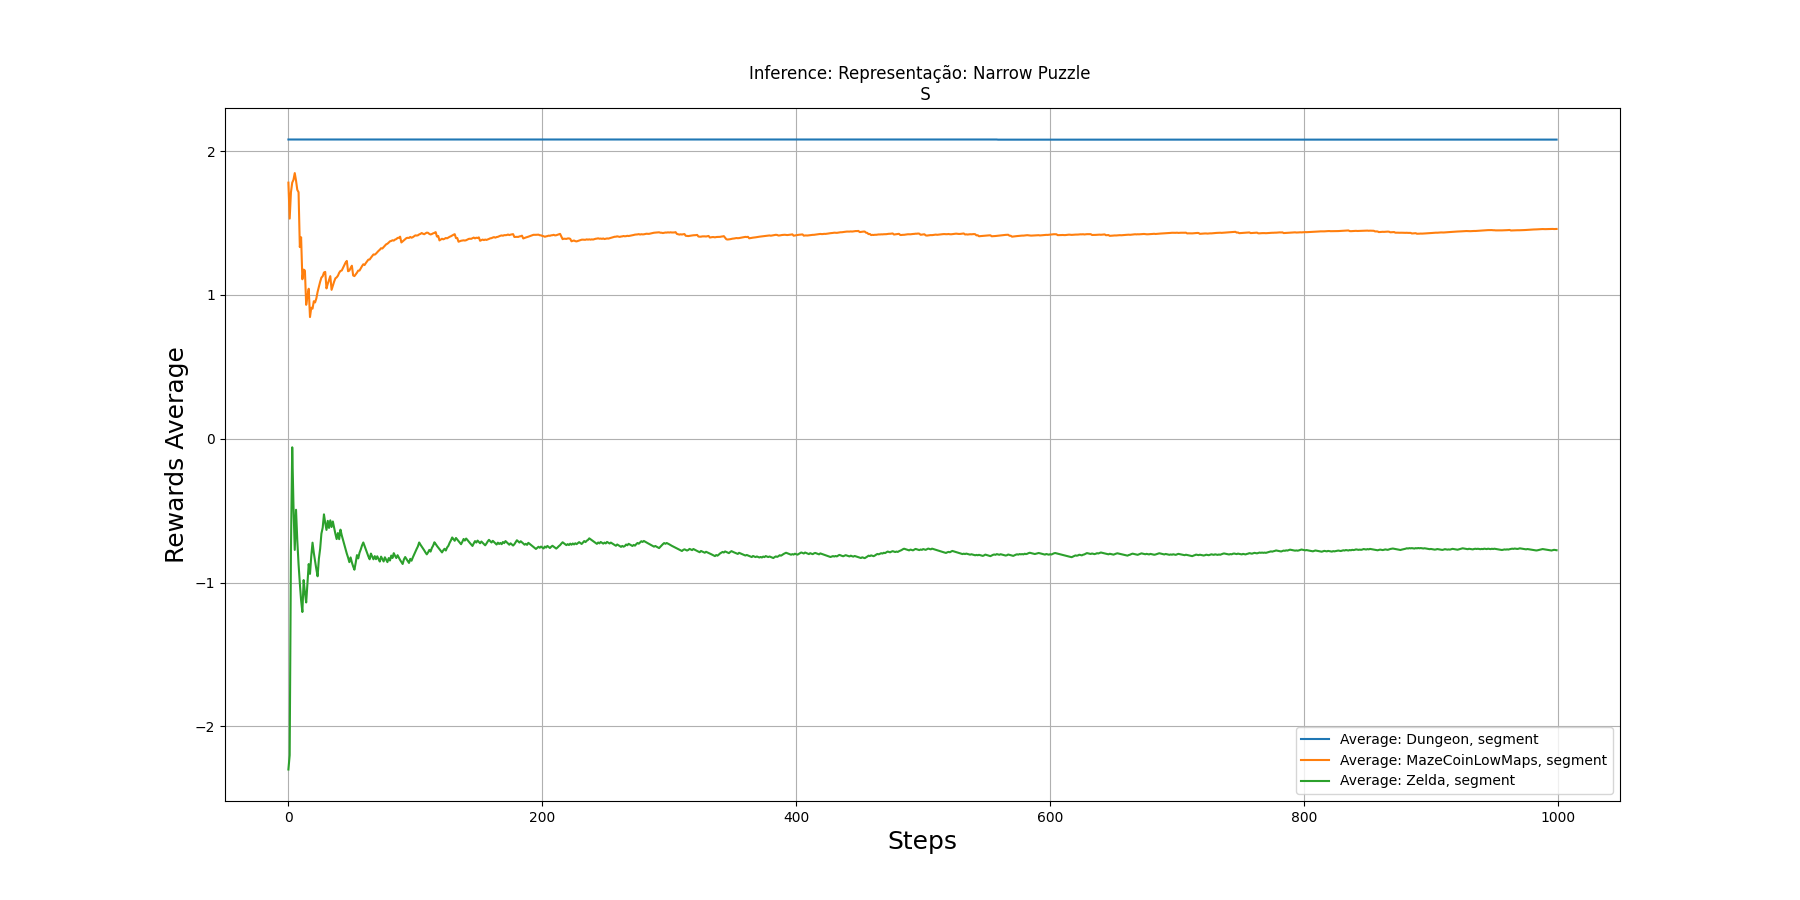 Inference: Representação: Narrow Puzzle
S
Rewards Average
2
1
0
−1
−2
0 200 400 600 800 1000
Steps
Average: Dungeon, segment
Average: MazeCoinLowMaps, segment
Average: Zelda, segment